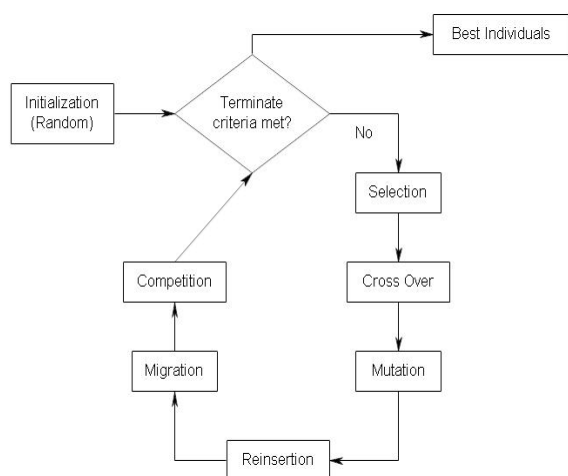 Best Individuals
Initialization
(Random)
Terminate
criteria met?
No
Selection
Cross Over
Mutation
Reinsertion
Migration
Competition